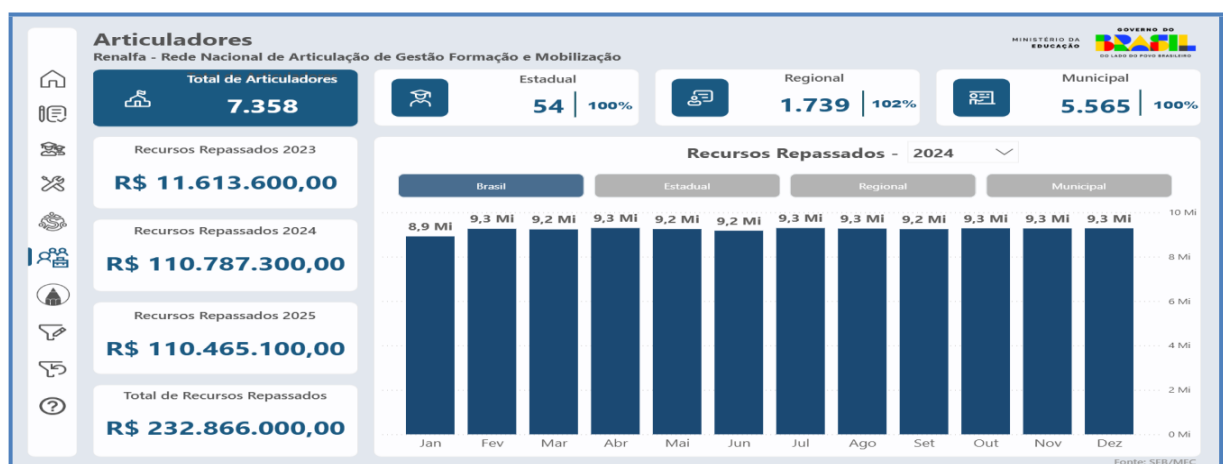 Articuladores
Renalfa - Rede Nacional de Articulação de Gestão Formação e Mobilização
MINISTÉRIO DA
EDUCAÇÃO
GOVERNO DO
BRASIL
DO LADO DO POVO BRASILEIRO
Total de Articuladores
7.358
Estadual
54 100%
Regional
1.739 102%
Municipal
5.565 100%
Recursos Repassados 2023
R$ 11.613.600,00
Recursos Repassados 2024
R$ 110.787.300,00
Recursos Repassados 2025
R$ 110.465.100,00
Total de Recursos Repassados
R$ 232.866.000,00
Recursos Repassados - 2024
Brasil Estadual Regional Municipal
8,9 Mi 9,3 Mi 9,2 Mi 9,3 Mi 9,2 Mi 9,2 Mi 9,3 Mi 9,3 Mi 9,2 Mi 9,3 Mi 9,3 Mi 9,3 Mi
10 Mi
8 Mi
6 Mi
4 Mi
2 Mi
0 Mi
Jan Fev Mar Abr Mai Jun Jul Ago Set Out Nov Dez
Fonte: SEB/MEC